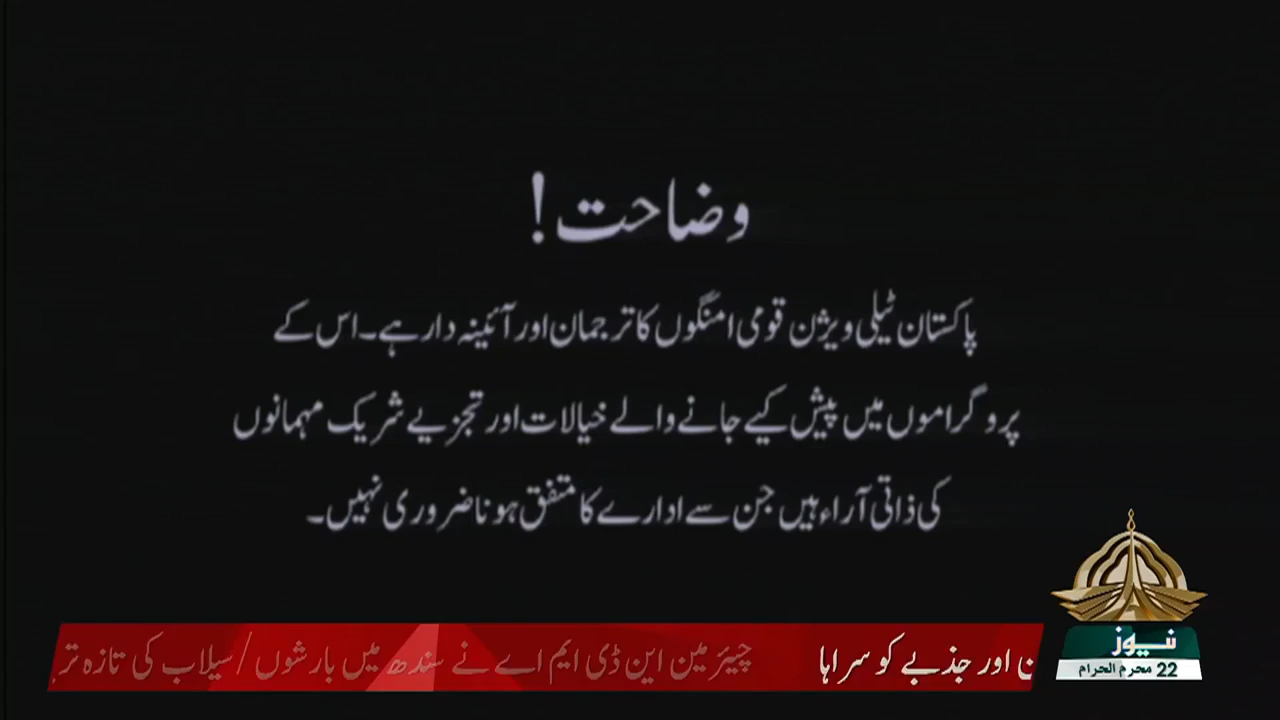 وضاحت!
پاکستان ٹیلی ویژن قومی امنگوں کا ترجمان اور آئینہ دار ہے۔ اس کے
پروگراموں میں پیش کیے جانے والے خیالات اور تجزیے شریک مہمانوں
کی ذاتی آراء ہیں جن سے ادارے کا متفق ہونا ضروری نہیں۔
نیوز
22 محرم الحرام
اور جذبے کو سراہا چیئرمین این ڈی ایم اے نے سندھ میں بارشوں/سیلاب کی تازہ